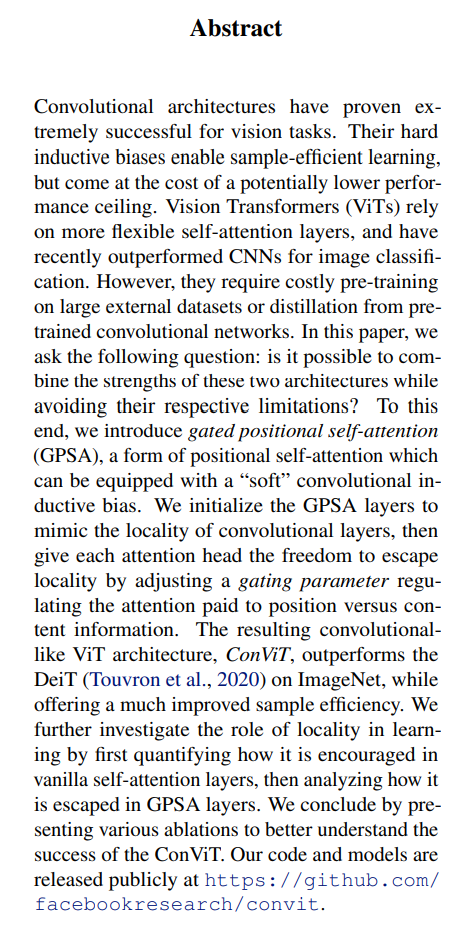 Abstract
Convolutional architectures have proven ex-
tremely successful for vision tasks. Their hard
inductive biases enable sample-efficient learning,
but come at the cost of a potentially lower perfor-
mance ceiling. Vision Transformers (ViTs) rely
on more flexible self-attention layers, and have
recently outperformed CNNs for image classifi-
cation. However, they require costly pre-training
on large external datasets or distillation from pre-
trained convolutional networks. In this paper, we
ask the following question: is it possible to com-
bine the strengths of these two architectures while
avoiding their respective limitations? To this
end, we introduce gated positional self-attention
(GPSA), a form of positional self-attention which
can be equipped with a “soft” convolutional in-
ductive bias. We initialize the GPSA layers to
mimic the locality of convolutional layers, then
give each attention head the freedom to escape
locality by adjusting a gating parameter regu-
lating the attention paid to position versus con-
tent information. The resulting convolutional-
like ViT architecture, ConViT, outperforms the
DeiT (Touvron et al., 2020) on ImageNet, while
offering a much improved sample efficiency. We
further investigate the role of locality in learn-
ing by first quantifying how it is encouraged in
vanilla self-attention layers, then analyzing how it
is escaped in GPSA layers. We conclude by pre-
senting various ablations to better understand the
success of the ConViT. Our code and models are
released publicly at https://github.com/
facebookresearch/convit.